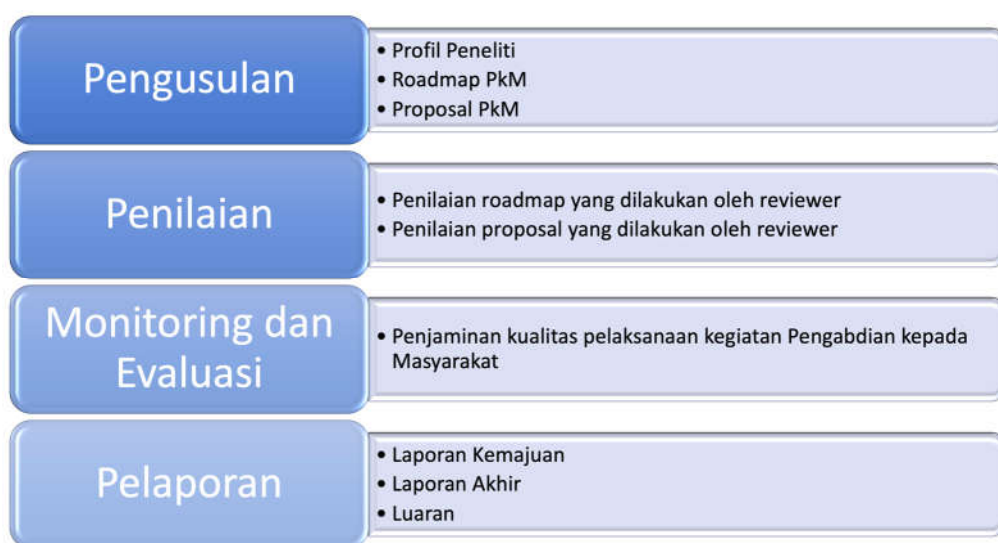 Pengusulan
• Profil Peneliti
• Roadmap PkM
• Proposal PkM
Penilaian
• Penilaian roadmap yang dilakukan oleh reviewer
• Penilaian proposal yang dilakukan oleh reviewer
Monitoring dan
Evaluasi
• Penjaminan kualitas pelaksanaan kegiatan Pengabdian kepada
Masyarakat
Pelaporan
• Laporan Kemajuan
• Laporan Akhir
• Luaran